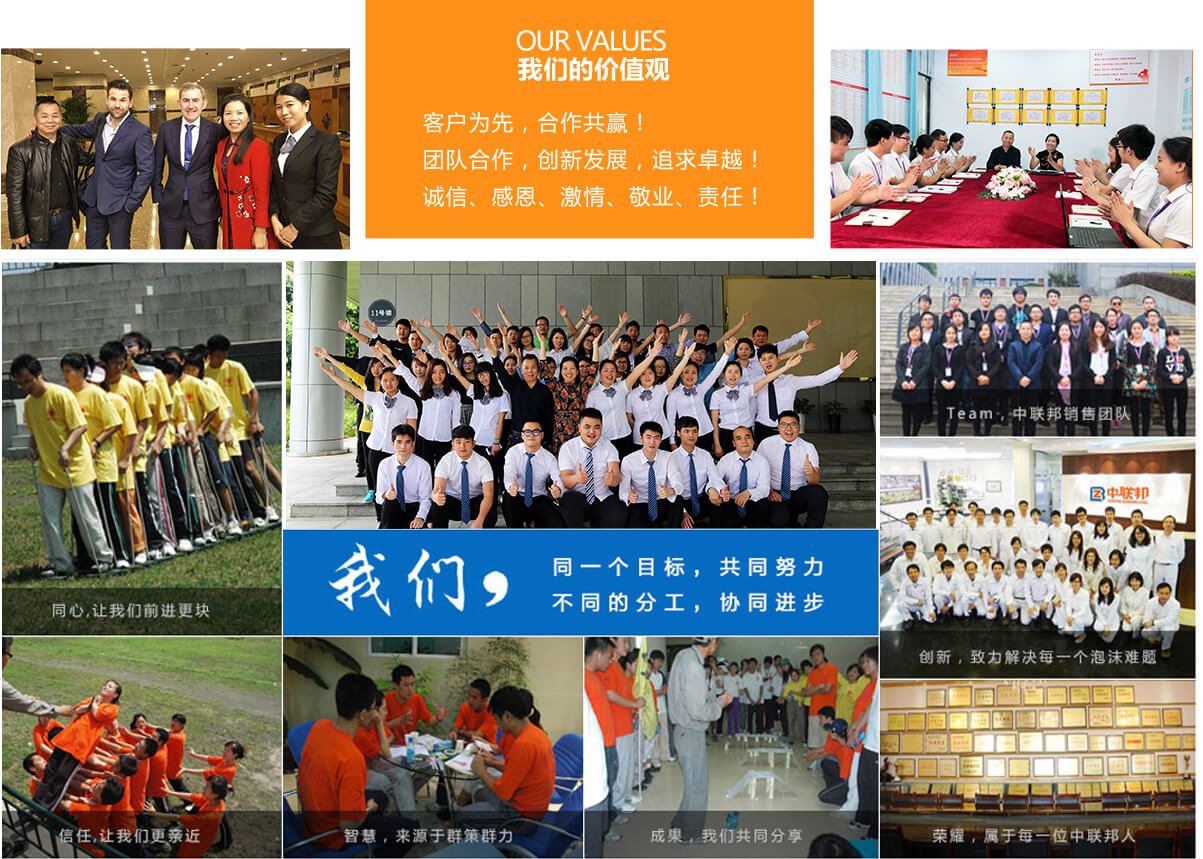 OUR VALUES
我们的价值观
客户为先，合作共赢！
团队合作，创新发展，追求卓越！
诚信、感恩、激情、敬业、责任！
11号楼
Team，中联邦销售团队
中联邦
同心,让我们前进更块
我们，
同一个目标，共同努力
不同的分工，协同进步
创新，致力解决每一个泡沫难题
信任,让我们更亲近
智慧，来源于群策群力
成果，我们共同分享
荣耀，属于每一位中联邦人